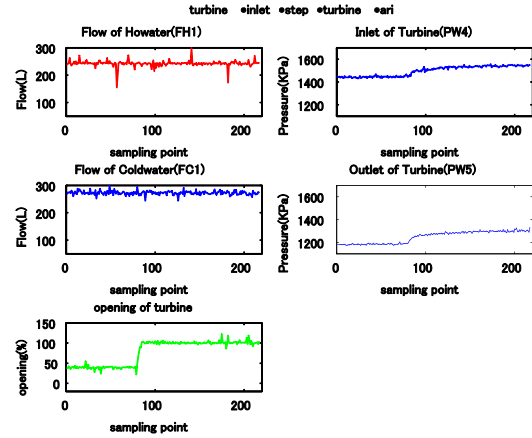 turbine •inlet •step •turbine •ari
Flow of Howater(FH1)
300
200
100
Flow(L)
0 100 200
sampling point
Inlet of Turbine(PW4)
1600
1400
1200
Pressure(KPa)
0 100 200
sampling point
Flow of Coldwater(FC1)
300
200
100
Flow(L)
0 100 200
sampling point
Outlet of Turbine(PW5)
1600
1400
1200
Pressure(KPa)
0 100 200
sampling point
opening of turbine
150
100
50
0
opening(%)
0 100 200
sampling point